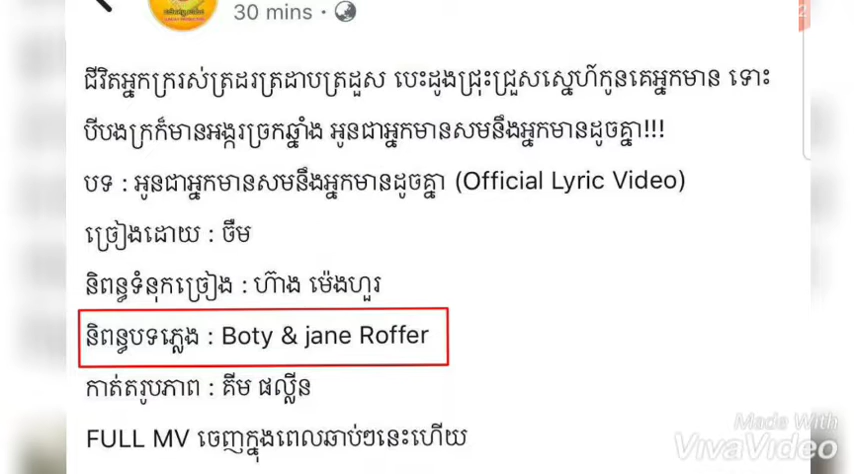 30 mins ·
ជីវិតអ្នកក្ររស់ត្រដរត្រដាបត្រដួស បេះដូងជ្រុះជ្រួសស្នេហ៍កូនគេអ្នកមាន ទោះ
បីបងក្រក៏មានអង្ករច្រកឆ្នាំង អូនជាអ្នកមានសមនឹងអ្នកមានដូចគ្នា!!!
បទ : អូនជាអ្នកមានសមនឹងអ្នកមានដូចគ្នា (Official Lyric Video)
ច្រៀងដោយ : ចឺម
និពន្ធទំនុកច្រៀង : ហ៊ាង ម៉េងហួរ
និពន្ធបទភ្លេង : Boty & jane Roffer
កាត់តរូបភាព : គីម ផល្លីន
FULL MV ចេញក្នុងពេលឆាប់ៗនេះហើយ
Made With
VivaVideo